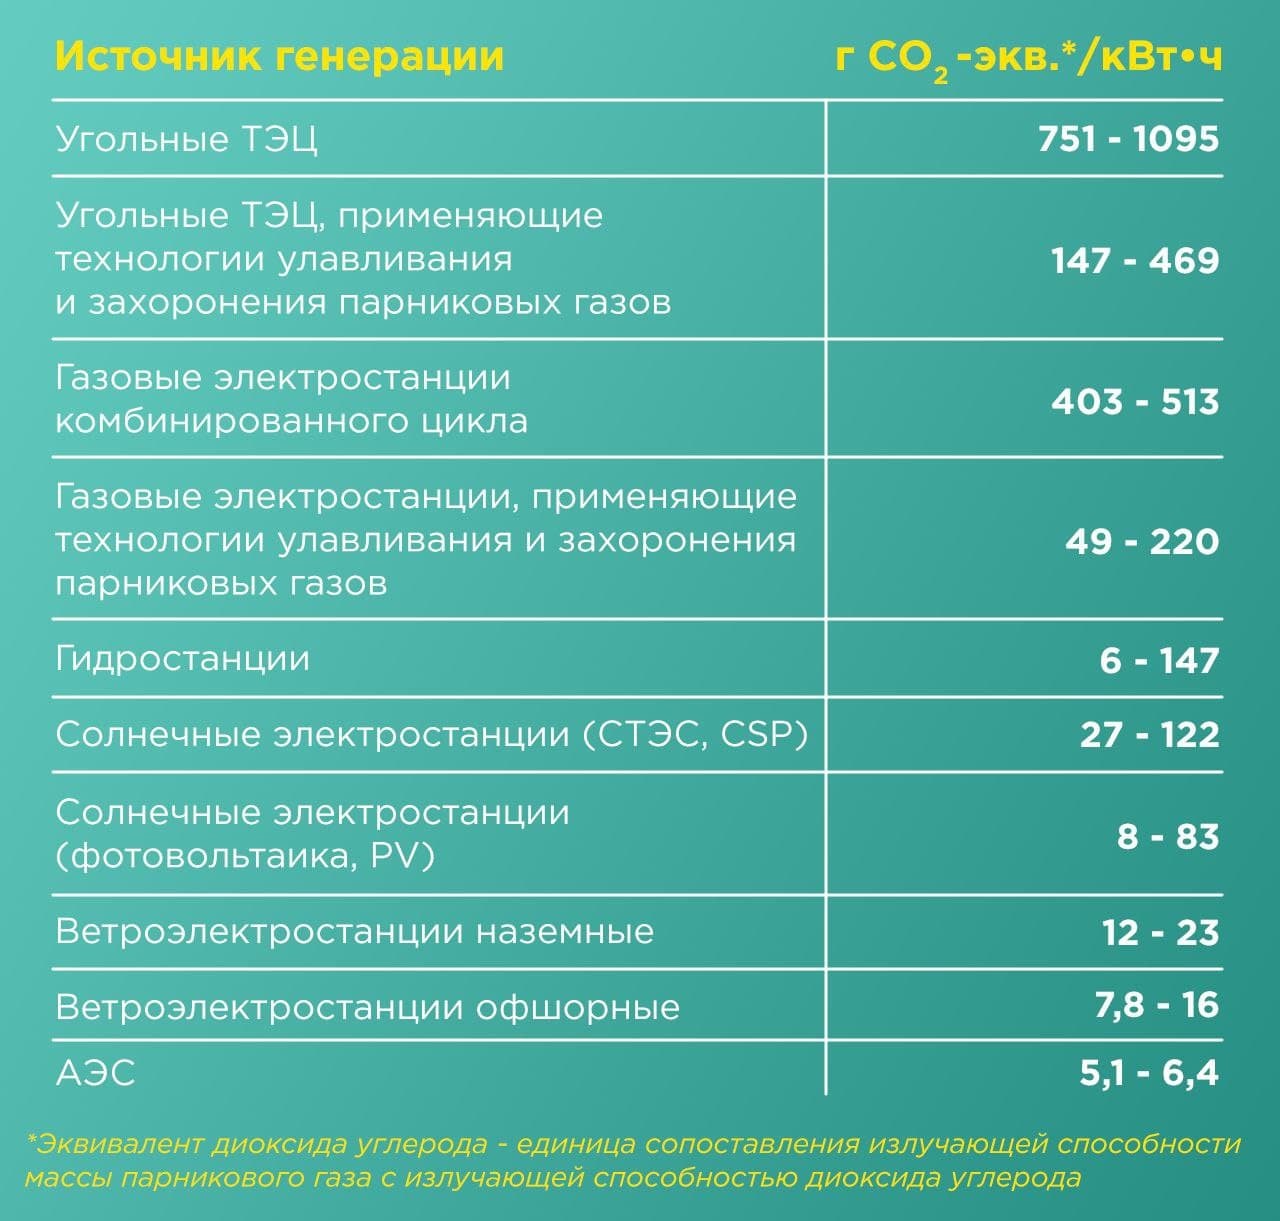 Источник генерации
г CO₂-экв.*/кВт•ч
Угольные ТЭЦ
751 - 1095
Угольные ТЭЦ, применяющие
технологии улавливания
и захоронения парниковых газов
147 - 469
Газовые электростанции
комбинированного цикла
403 - 513
Газовые электростанции, применяющие
технологии улавливания и захоронения
парниковых газов
49 - 220
Гидростанции
6 - 147
Солнечные электростанции (СТЭС, CSP)
27 - 122
Солнечные электростанции
(фотовольтаика, PV)
8 - 83
Ветроэлектростанции наземные
12 - 23
Ветроэлектростанции офшорные
7,8 - 16
АЭС
5,1 - 6,4
*Эквивалент диоксида углерода - единица сопоставления излучающей способности
массы парникового газа с излучающей способностью диоксида углерода